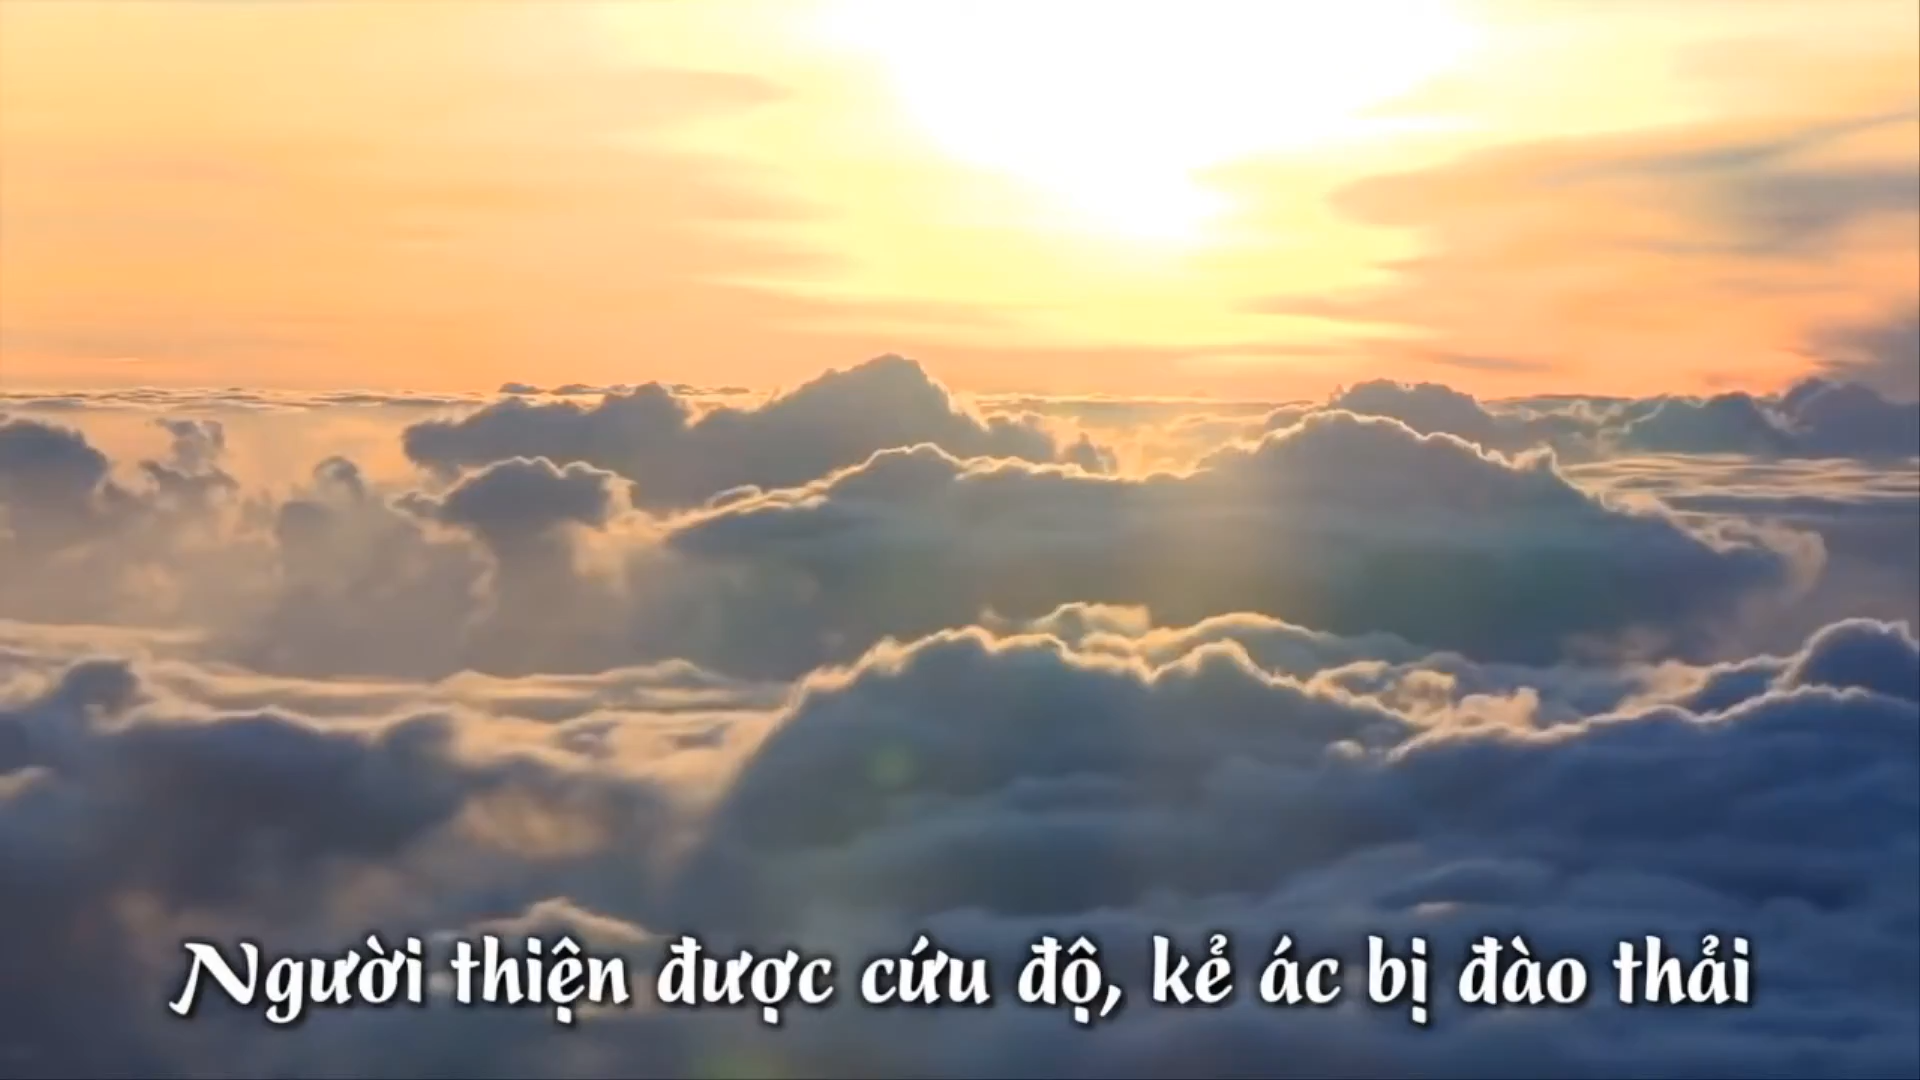 Người thiện được cứu độ, kẻ ác bị đào thải